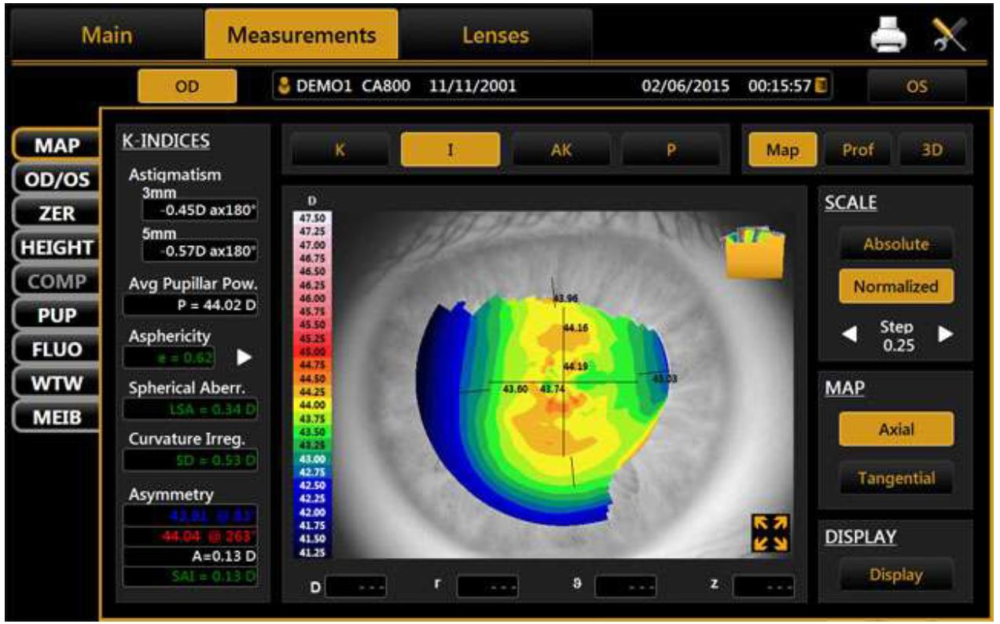 Main Measurements Lenses
OD DEMO1 CA800 11/11/2001 02/06/2015 00:15:57 OS
MAP
OD/OS
ZER
HEIGHT
COMP
PUP
FLUO
WTW
MEIB
K-INDICES
Astigmatism
3mm
-0.45D ax180°
5mm
-0.57D ax180°
Avg Pupillar Pow.
P = 44.02 D
Asphericity
e = 0.62
Spherical Aberr.
LSA = 0.34 D
Curvature Irreg.
SD = 0.53 D
Asymmetry
43.91 @ 83°
44.04 @ 263°
A=0.13 D
SAI = 0.13 D
K I AK P
Map Prof 3D
D
47.50
47.25
47.00
46.75
46.50
46.25
46.00
45.75
45.50
45.25
45.00
44.75
44.50
44.25
44.00
43.75
43.50
43.25
43.00
42.75
42.50
42.25
42.00
41.75
41.50
41.25
43.96
44.16
44.19
43.60 43.74 43.03
D --- r --- ϑ --- z ---
SCALE
Absolute
Normalized
Step
0.25
MAP
Axial
Tangential
DISPLAY
Display